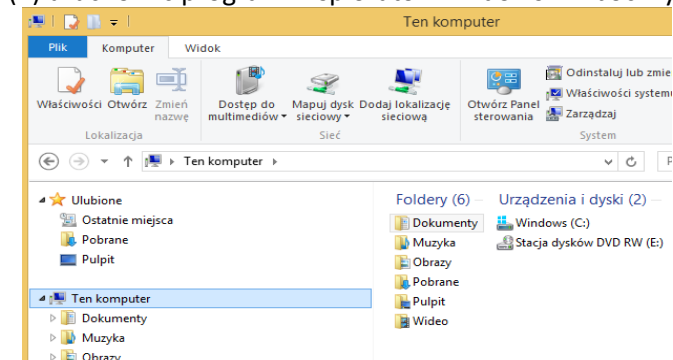 Ten komputer
Plik Komputer Widok
Właściwości Otwórz Zmień nazwę
Dostęp do multimediów
Mapuj dysk sieciowy
Dodaj lokalizację sieciową
Otwórz Panel sterowania
Odinstaluj lub zmie
Właściwości systemu
Zarządzaj
Lokalizacja Sieć System
Ten komputer
Ulubione
Ostatnie miejsca
Pobrane
Pulpit
Ten komputer
Dokumenty
Muzyka
Obrazy
Foldery (6)
Dokumenty
Muzyka
Obrazy
Pobrane
Pulpit
Wideo
Urządzenia i dyski (2)
Windows (C:)
Stacja dysków DVD RW (E:)